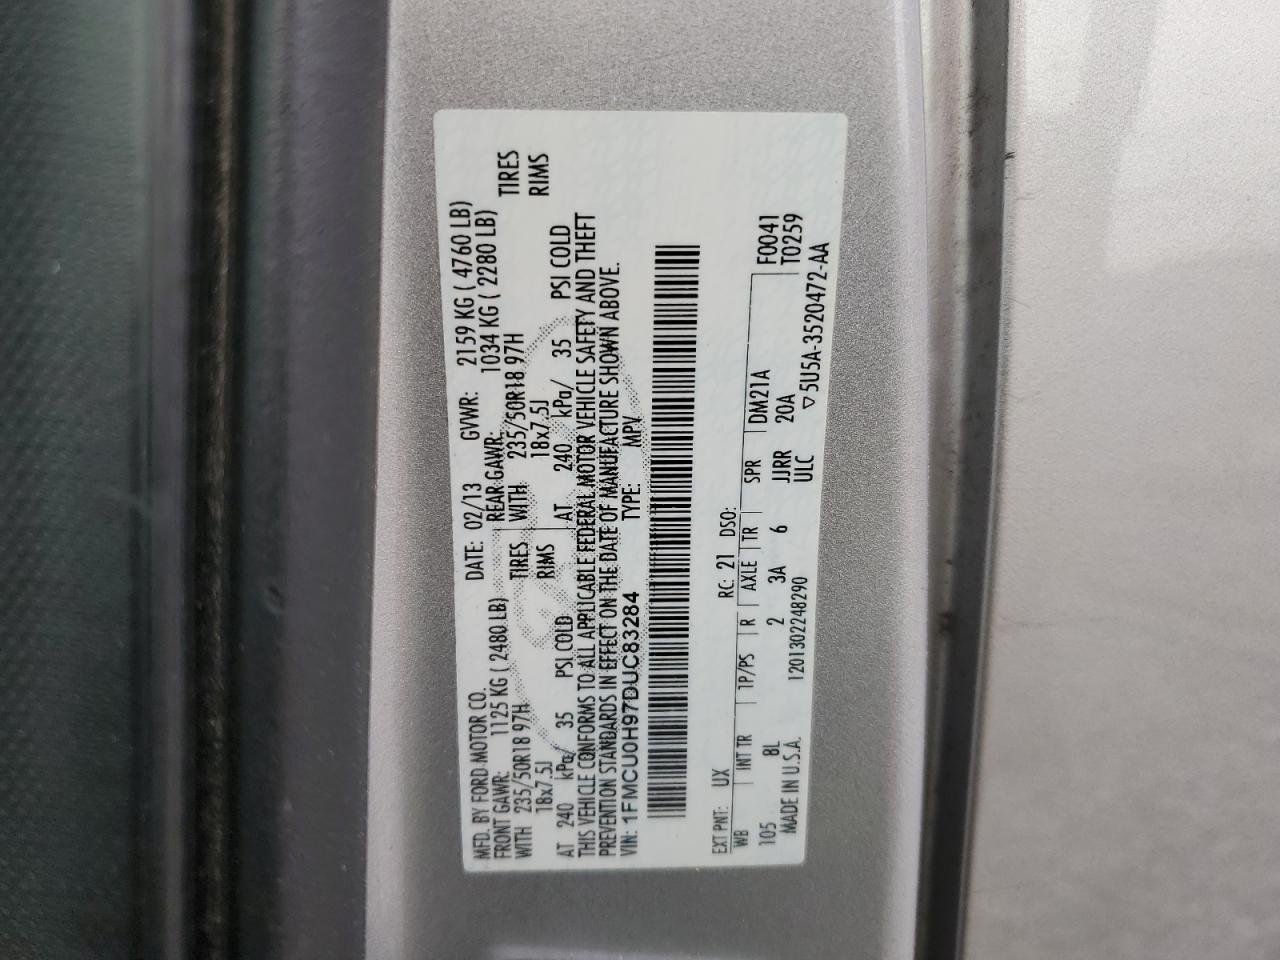 MFD. BY FORD MOTOR CO. DATE: 02/13 GVWR: 2159 KG ( 4760 LB)
FRONT GAWR: 1125 KG ( 2480 LB) REAR GAWR: 1034 KG ( 2280 LB)
WITH 235/50R18 97H TIRES WITH 235/50R18 97H TIRES
18x7.5J RIMS 18x7.5J RIMS
AT 240 kPa/ 35 PSI COLD AT 240 kPa/ 35 PSI COLD
THIS VEHICLE CONFORMS TO ALL APPLICABLE FEDERAL MOTOR VEHICLE SAFETY AND THEFT
PREVENTION STANDARDS IN EFFECT ON THE DATE OF MANUFACTURE SHOWN ABOVE.
VIN: 1FMCU0H97DUC83284 TYPE: MPV
EXT PNT: UX RC: 21 DSO:
WB INT TR TP/PS R AXLE TR SPR DM21A F0041
105 8L 2 3A 6 JJRR 20A T0259
MADE IN U.S.A. 1201302248290 ULC ▽5U5A-3520472-AA